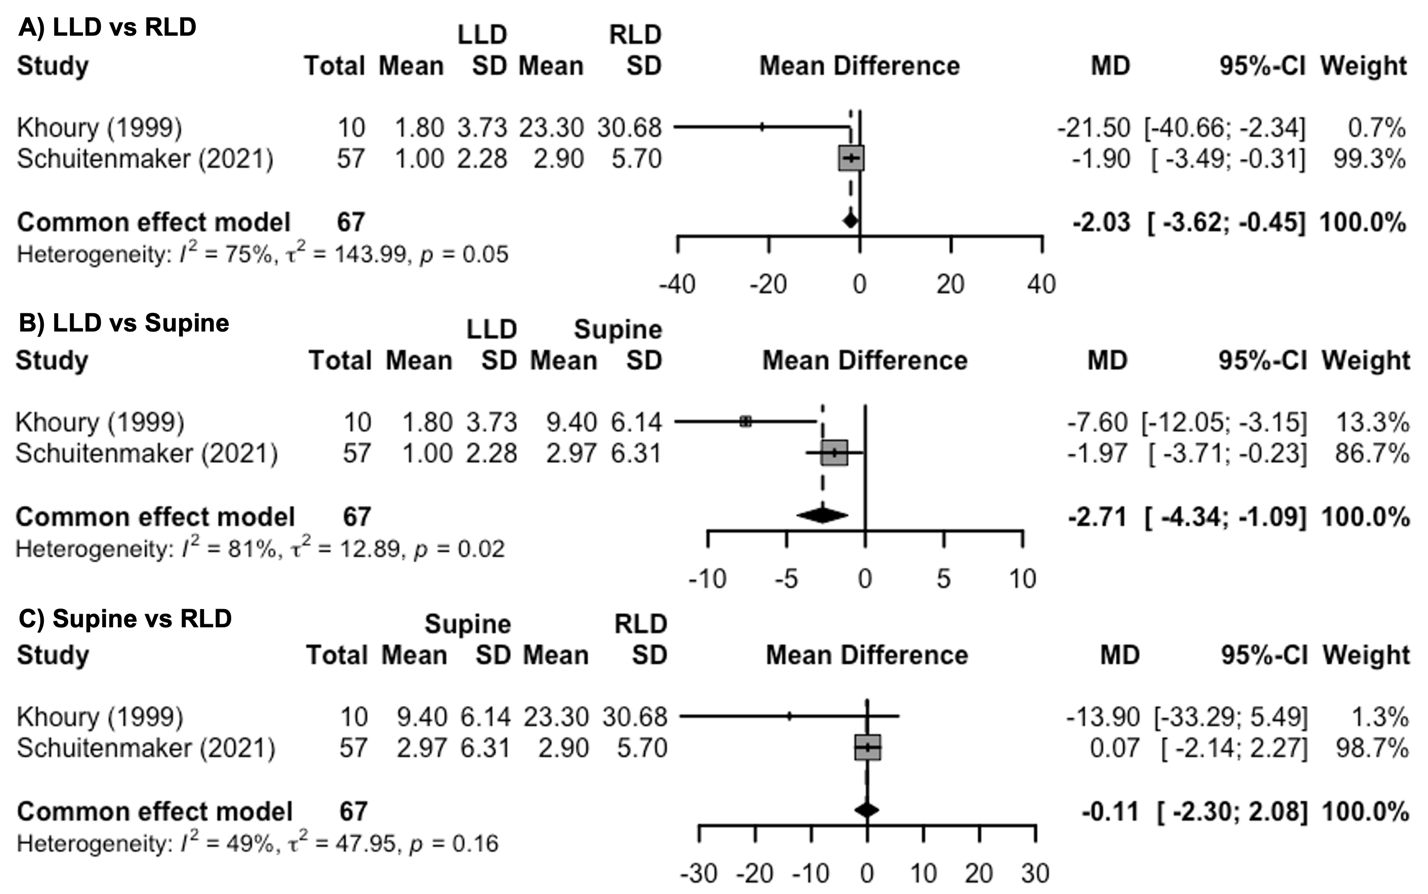 A) LLD vs RLD
LLD RLD
Study Total Mean SD Mean SD Mean Difference MD 95%-CI Weight
Khoury (1999) 10 1.80 3.73 23.30 30.68 -21.50 [-40.66; -2.34] 0.7%
Schuitenmaker (2021) 57 1.00 2.28 2.90 5.70 -1.90 [ -3.49; -0.31] 99.3%
Common effect model 67 -2.03 [ -3.62; -0.45] 100.0%
Heterogeneity: I² = 75%, τ² = 143.99, p = 0.05
-40 -20 0 20 40
B) LLD vs Supine
LLD Supine
Study Total Mean SD Mean SD Mean Difference MD 95%-CI Weight
Khoury (1999) 10 1.80 3.73 9.40 6.14 -7.60 [-12.05; -3.15] 13.3%
Schuitenmaker (2021) 57 1.00 2.28 2.97 6.31 -1.97 [ -3.71; -0.23] 86.7%
Common effect model 67 -2.71 [ -4.34; -1.09] 100.0%
Heterogeneity: I² = 81%, τ² = 12.89, p = 0.02
-10 -5 0 5 10
C) Supine vs RLD
Supine RLD
Study Total Mean SD Mean SD Mean Difference MD 95%-CI Weight
Khoury (1999) 10 9.40 6.14 23.30 30.68 -13.90 [-33.29; 5.49] 1.3%
Schuitenmaker (2021) 57 2.97 6.31 2.90 5.70 0.07 [ -2.14; 2.27] 98.7%
Common effect model 67 -0.11 [ -2.30; 2.08] 100.0%
Heterogeneity: I² = 49%, τ² = 47.95, p = 0.16
-30 -20 -10 0 10 20 30